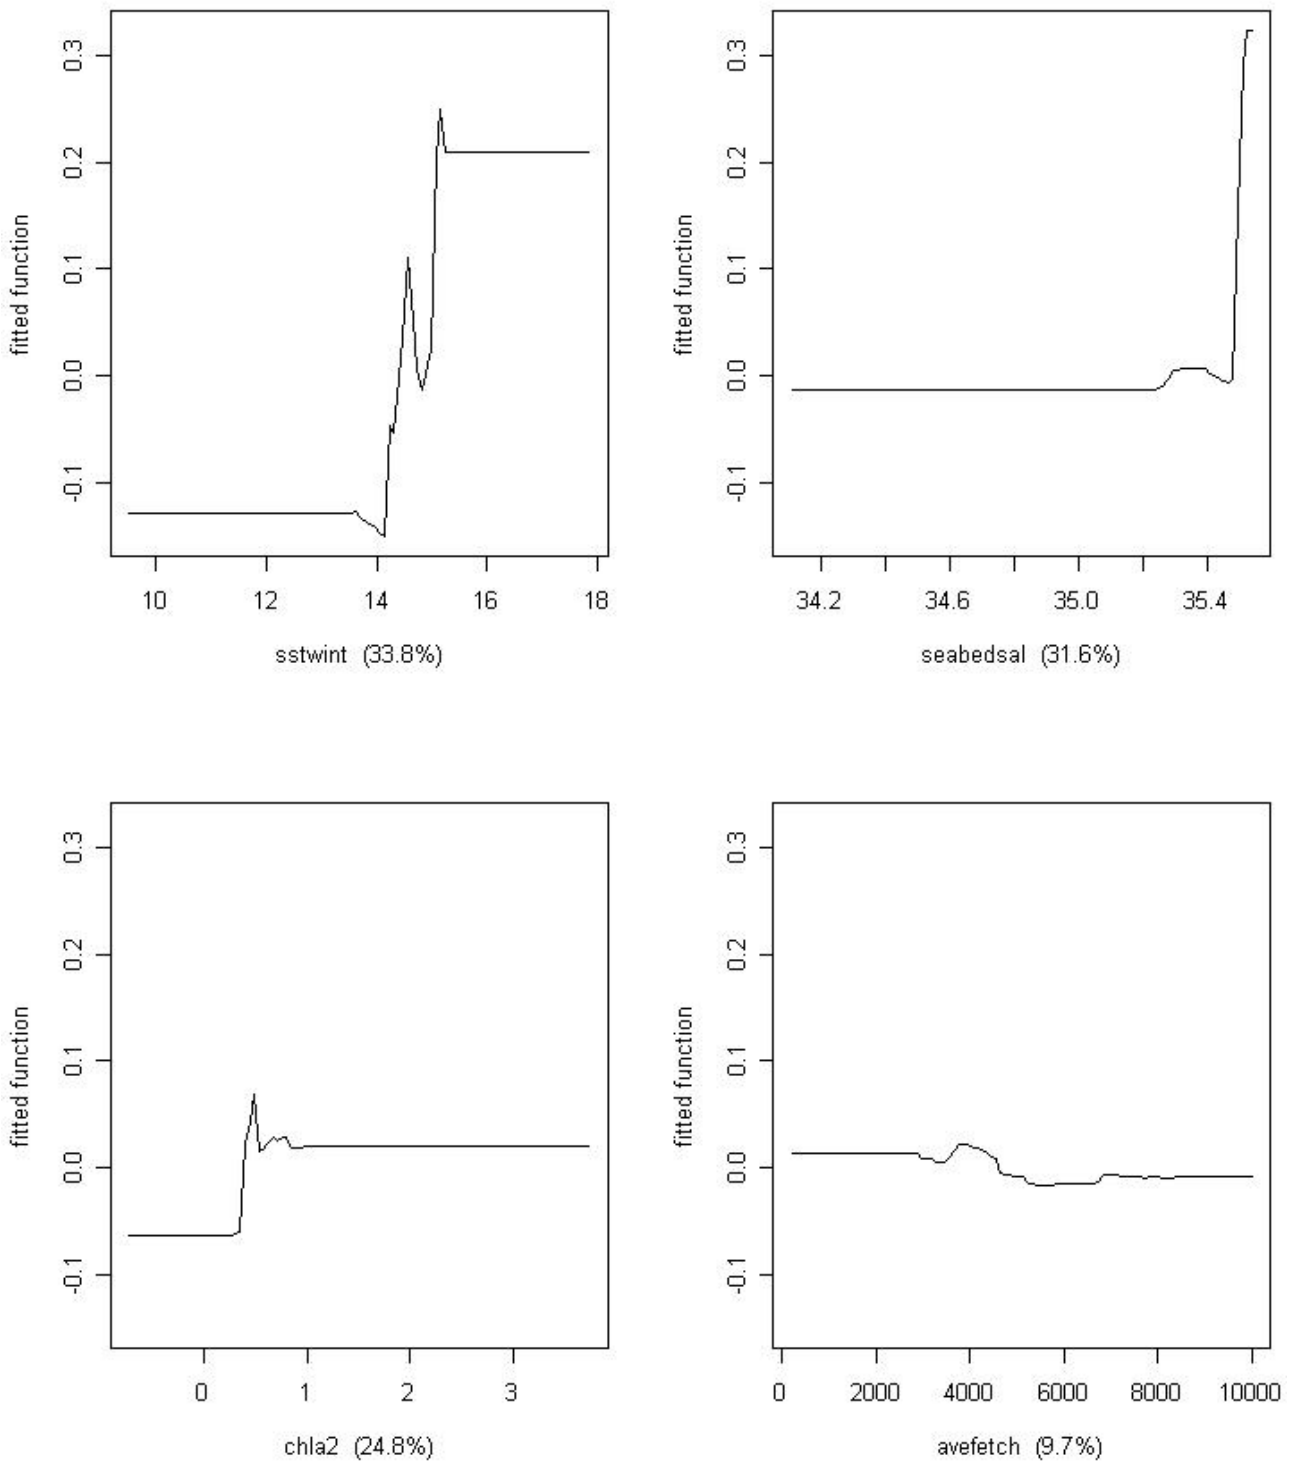 0.3
0.2
0.1
0.0
-0.1
fitted function
10 12 14 16 18
sstwint (33.8%)
0.3
0.2
0.1
0.0
-0.1
fitted function
34.2 34.6 35.0 35.4
seabedsal (31.6%)
0.3
0.2
0.1
0.0
-0.1
fitted function
0 1 2 3
chla2 (24.8%)
0.3
0.2
0.1
0.0
-0.1
fitted function
0 2000 4000 6000 8000 10000
avefetch (9.7%)